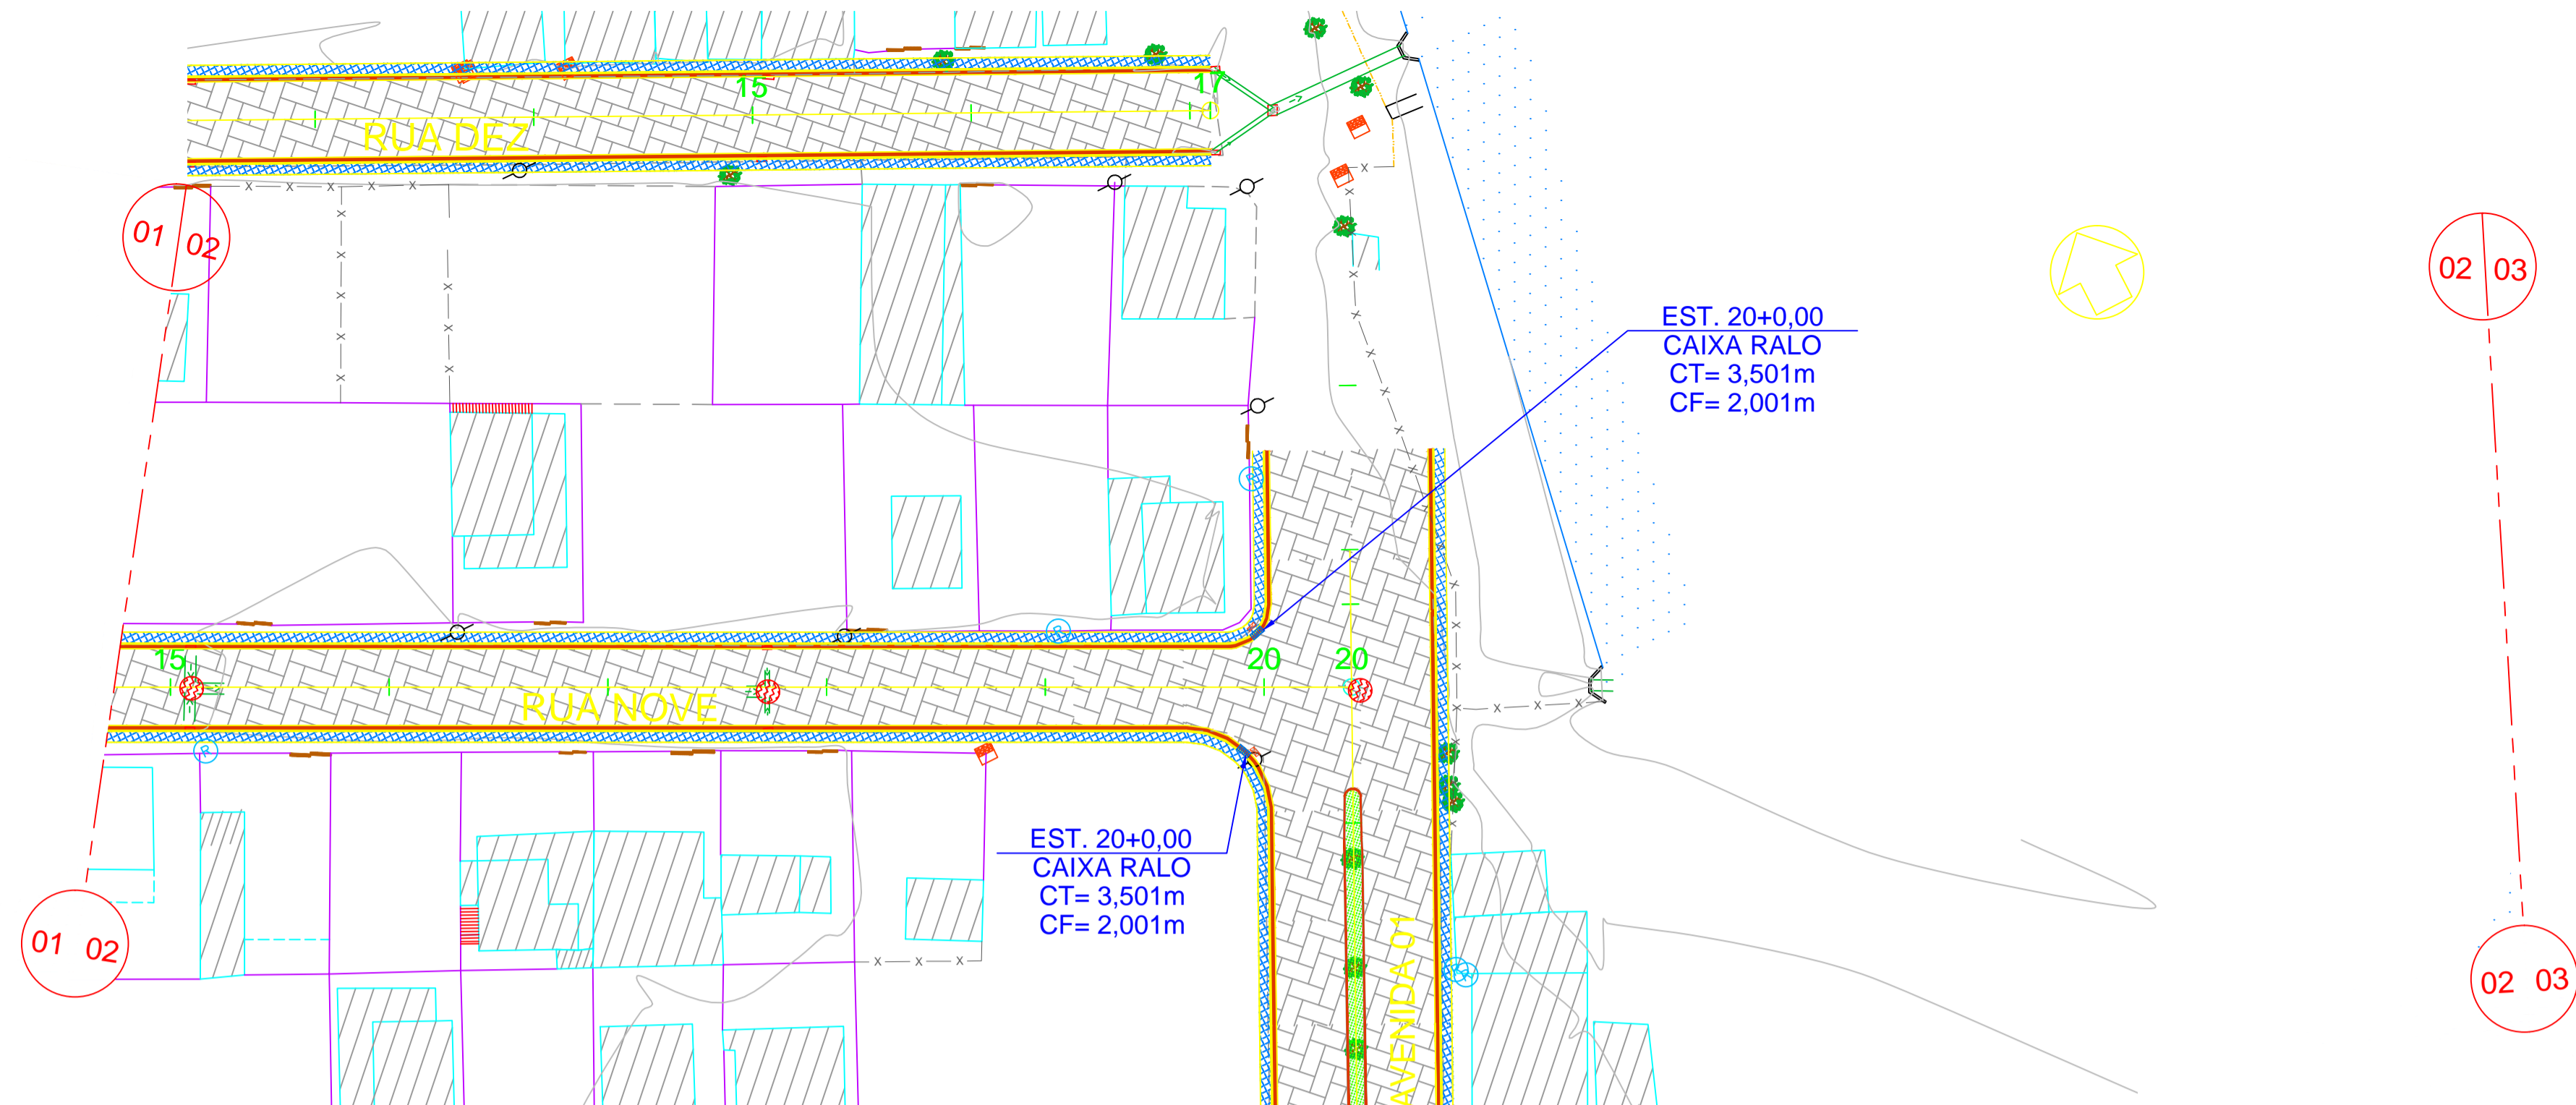 15
17
RUA DEZ
01 02
02 03
EST. 20+0,00
CAIXA RALO
CT= 3,501m
CF= 2,001m
R
R
15
20
20
RUA NOVE
R
EST. 20+0,00
CAIXA RALO
CT= 3,501m
CF= 2,001m
AVENIDA 01
01 02
R
R
02 03